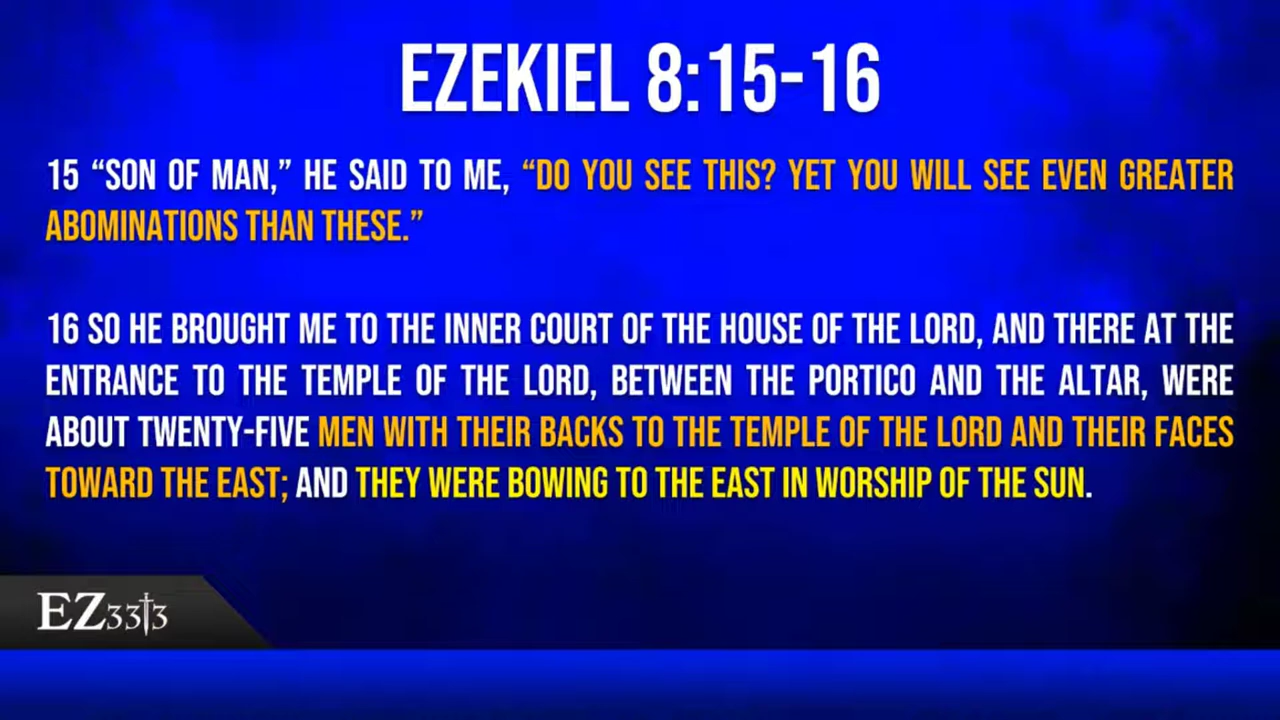 EZEKIEL 8:15-16
15 “SON OF MAN,” HE SAID TO ME, “DO YOU SEE THIS? YET YOU WILL SEE EVEN GREATER
ABOMINATIONS THAN THESE.”
16 SO HE BROUGHT ME TO THE INNER COURT OF THE HOUSE OF THE LORD, AND THERE AT THE
ENTRANCE TO THE TEMPLE OF THE LORD, BETWEEN THE PORTICO AND THE ALTAR, WERE
ABOUT TWENTY-FIVE MEN WITH THEIR BACKS TO THE TEMPLE OF THE LORD AND THEIR FACES
TOWARD THE EAST; AND THEY WERE BOWING TO THE EAST IN WORSHIP OF THE SUN.
EZ33†3